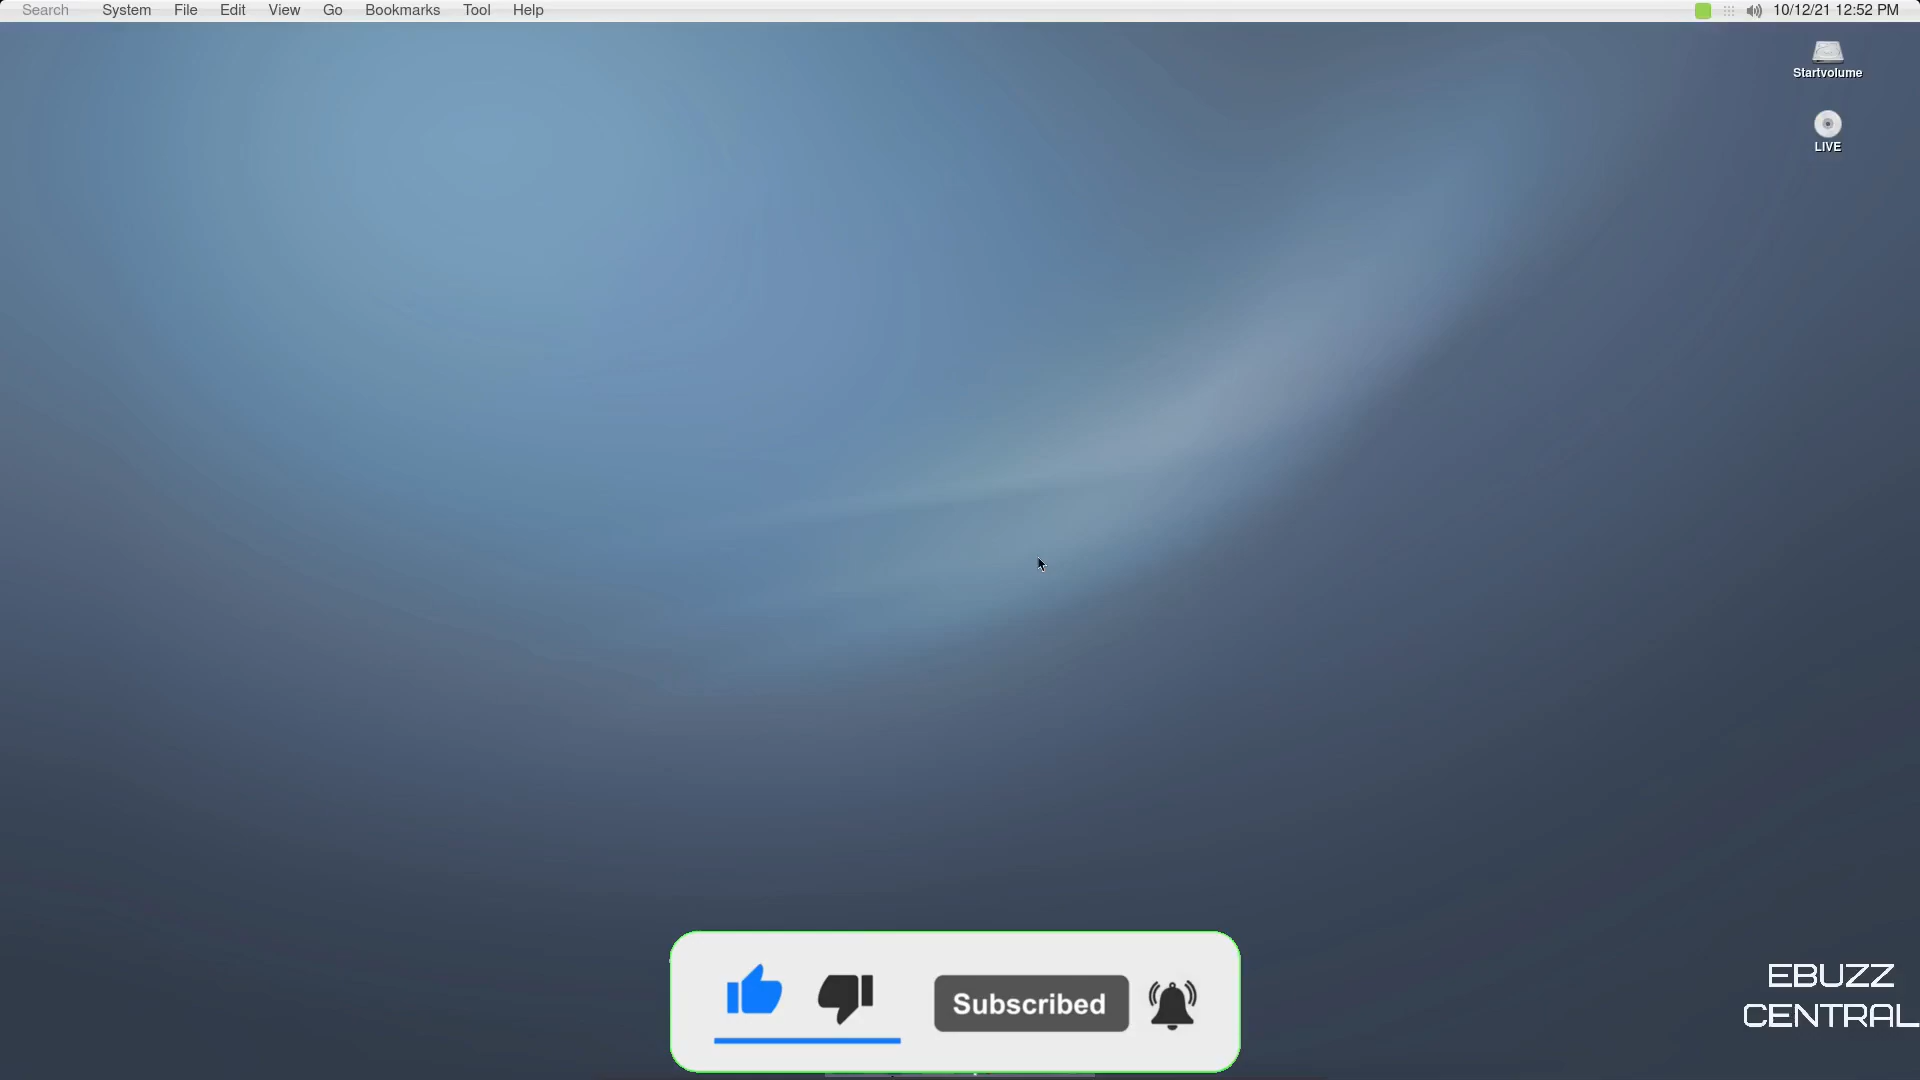 Search System File Edit View Go Bookmarks Tool Help 10/12/21 12:52 PM
Startvolume
LIVE
Subscribed
EBUZZ
CENTRAL